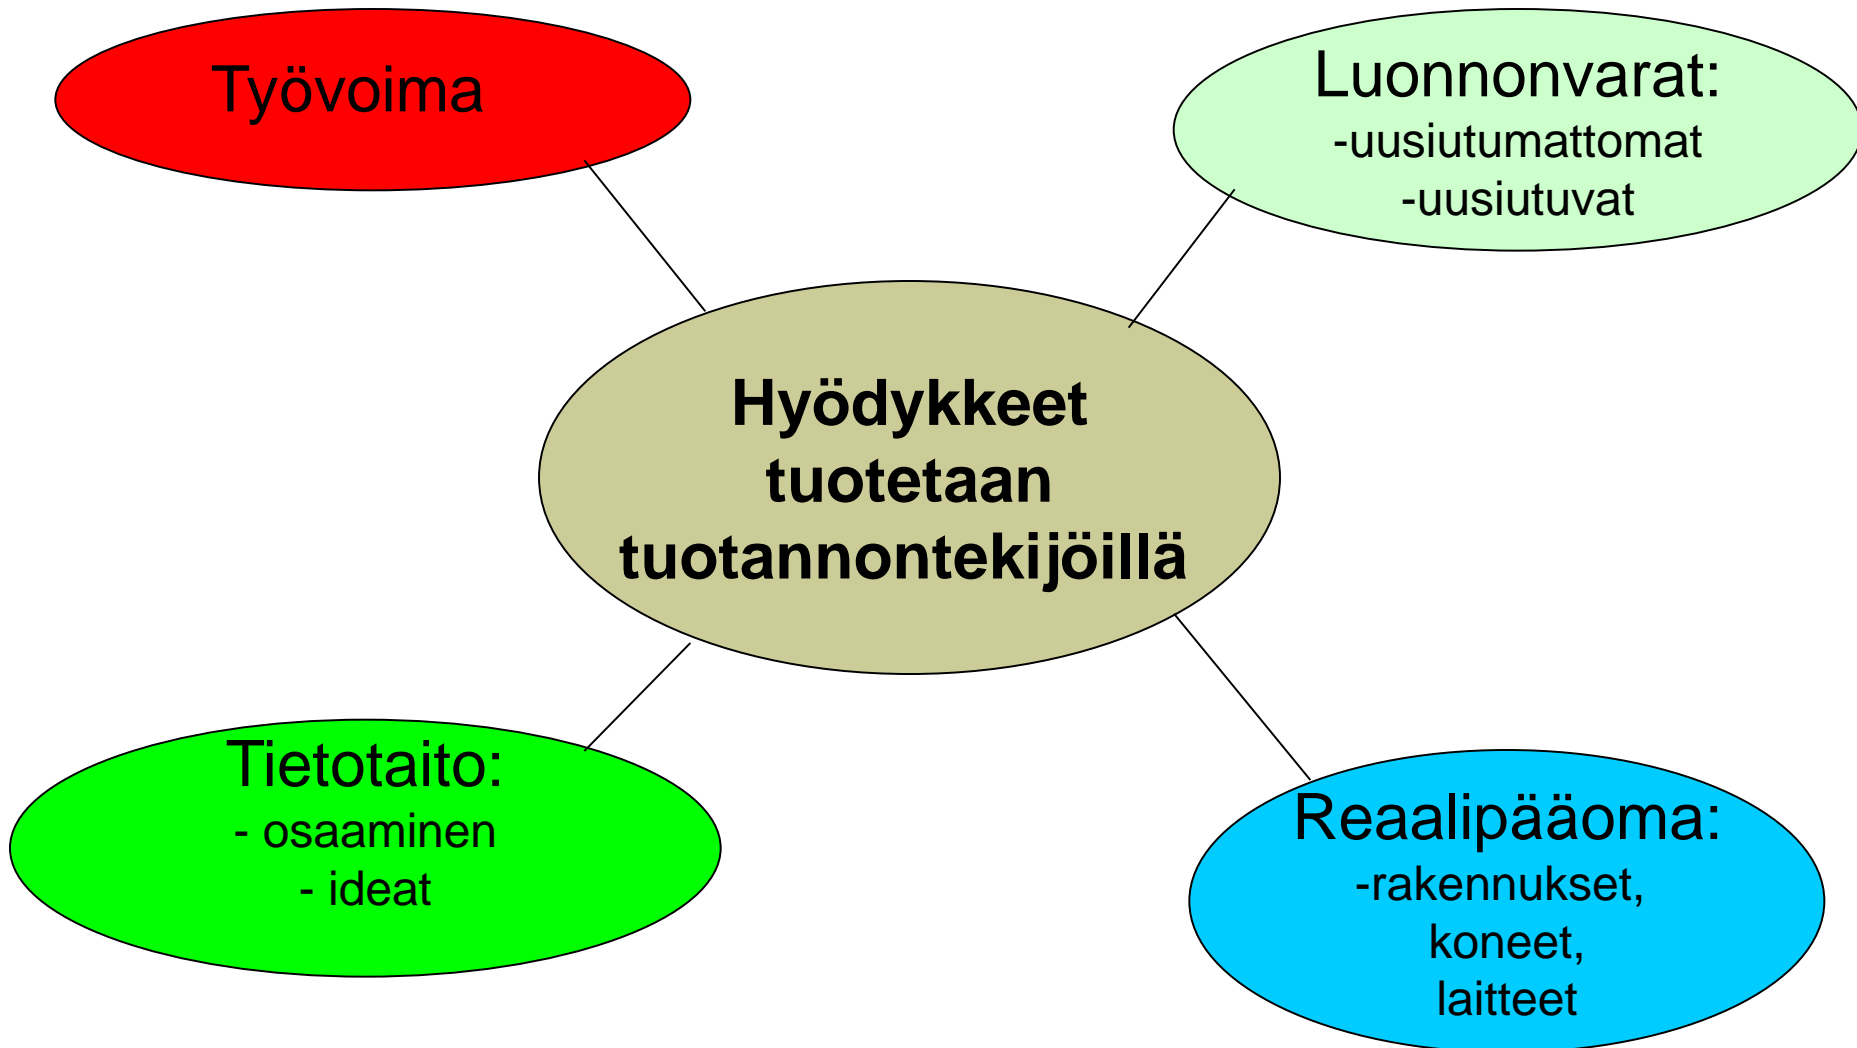 Työvoima
Luonnonvarat:
-uusiutumattomat
-uusiutuvat
Hyödykkeet
tuotetaan
tuotannontekijöillä
Tietotaito:
- osaaminen
- ideat
Reaalipääoma:
-rakennukset,
koneet,
laitteet